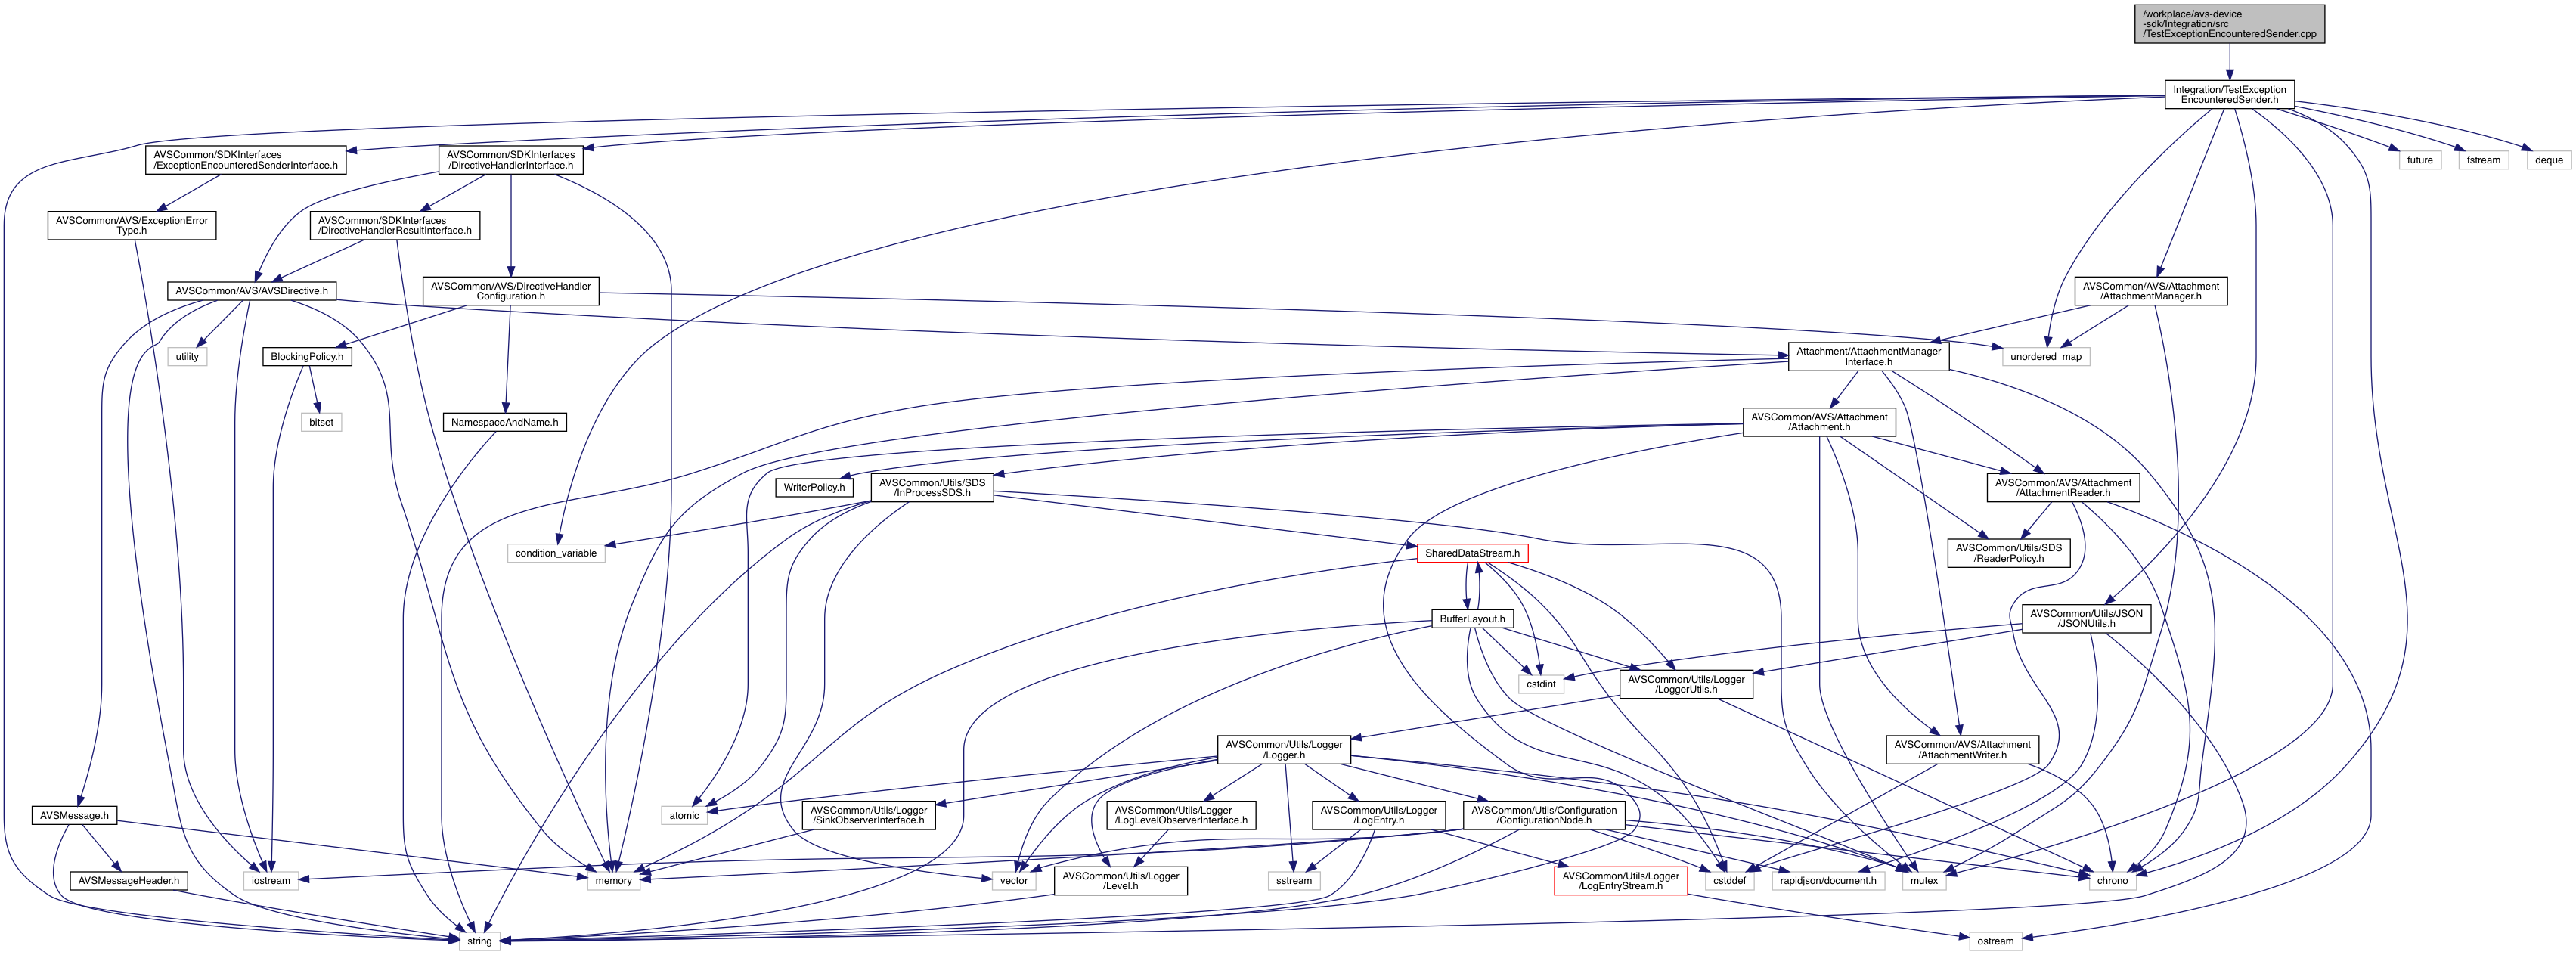 /workplace/avs-device
-sdk/Integration/src
/TestExceptionEncounteredSender.cpp
Integration/TestException
EncounteredSender.h
AVSCommon/SDKInterfaces
/ExceptionEncounteredSenderInterface.h
AVSCommon/SDKInterfaces
/DirectiveHandlerInterface.h
future
fstream
deque
AVSCommon/AVS/ExceptionError
Type.h
AVSCommon/SDKInterfaces
/DirectiveHandlerResultInterface.h
AVSCommon/AVS/AVSDirective.h
AVSCommon/AVS/DirectiveHandler
Configuration.h
AVSCommon/AVS/Attachment
/AttachmentManager.h
utility
BlockingPolicy.h
Attachment/AttachmentManager
Interface.h
unordered_map
bitset
NamespaceAndName.h
AVSCommon/AVS/Attachment
/Attachment.h
WriterPolicy.h
AVSCommon/Utils/SDS
/InProcessSDS.h
AVSCommon/AVS/Attachment
/AttachmentReader.h
condition_variable
SharedDataStream.h
AVSCommon/Utils/SDS
/ReaderPolicy.h
BufferLayout.h
AVSCommon/Utils/JSON
/JSONUtils.h
cstdint
AVSCommon/Utils/Logger
/LoggerUtils.h
AVSCommon/Utils/Logger
/Logger.h
AVSCommon/AVS/Attachment
/AttachmentWriter.h
AVSMessage.h
atomic
AVSCommon/Utils/Logger
/SinkObserverInterface.h
AVSCommon/Utils/Logger
/LogLevelObserverInterface.h
AVSCommon/Utils/Logger
/LogEntry.h
AVSCommon/Utils/Configuration
/ConfigurationNode.h
AVSMessageHeader.h
iostream
memory
vector
AVSCommon/Utils/Logger
/Level.h
sstream
AVSCommon/Utils/Logger
/LogEntryStream.h
cstddef
rapidjson/document.h
mutex
chrono
string
ostream